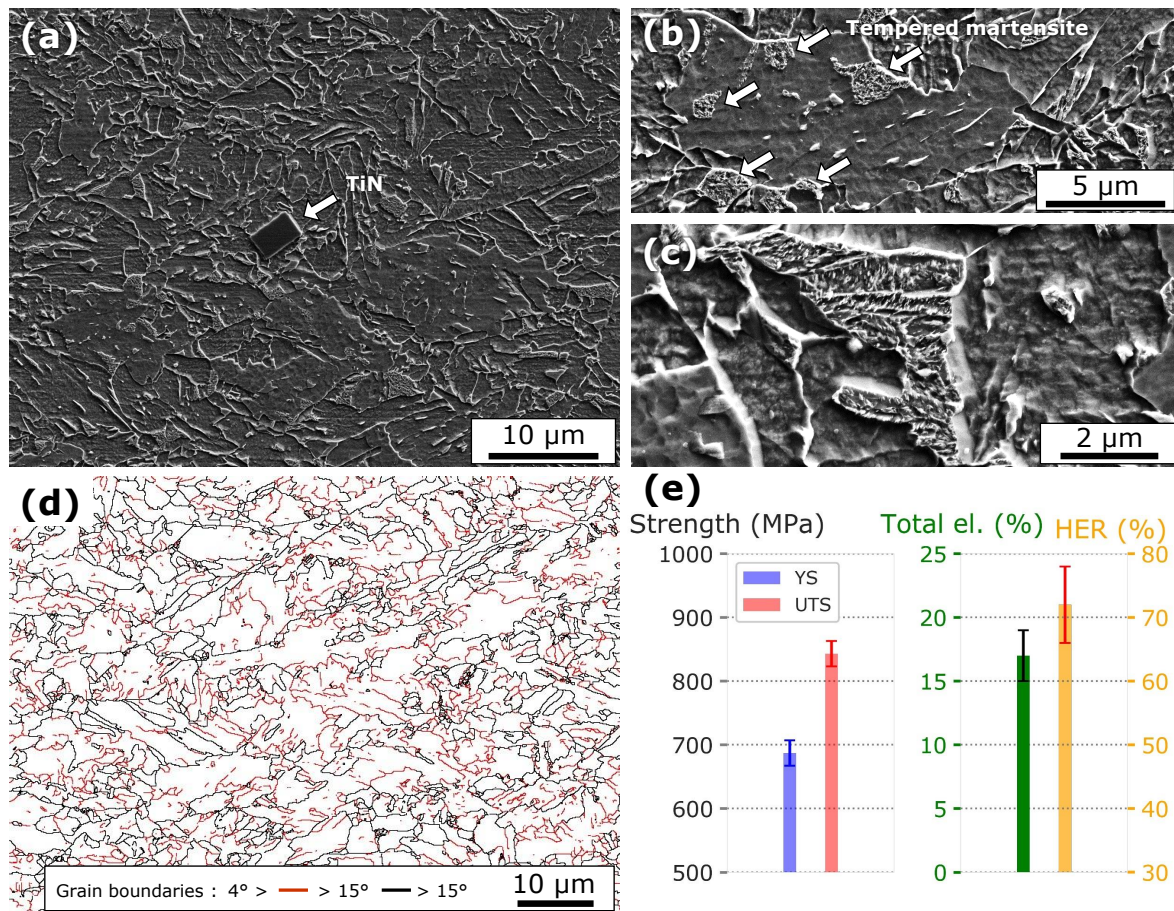 (a)
TiN
10 μm
(b)
Tempered martensite
5 μm
(c)
2 μm
(d)
Grain boundaries : 4° > > 15° > 15°
10 μm
(e)
Strength (MPa)
Total el. (%)
HER (%)
1000
900
800
700
600
500
YS
UTS
25
20
15
10
5
0
80
70
60
50
40
30